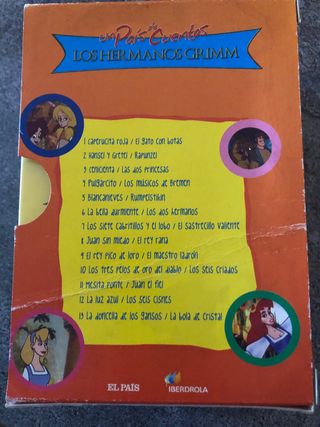 Un País de Cuentos
LOS HERMANOS GRIMM
1 Caperucita roja / El gato con botas
2 Hansel y Gretel / Rapunzel
3 Cenicienta / Las dos princesas
4 Pulgarcito / Los músicos de Bremen
5 Blancanieves / Rumpelstikin
6 La bella durmiente / Los dos hermanos
7 Los siete cabritillos y el lobo / El sastrecillo valiente
8 Juan sin miedo / El rey rana
9 El rey pico de loro / El maestro ladrón
10 Los tres pelos de oro del diablo / Los seis criados
11 Mesita ponte / Juan el fiel
12 La luz azul / Los seis cisnes
13 La doncella de los gansos / La bola de cristal
EL PAIS
IBERDROLA